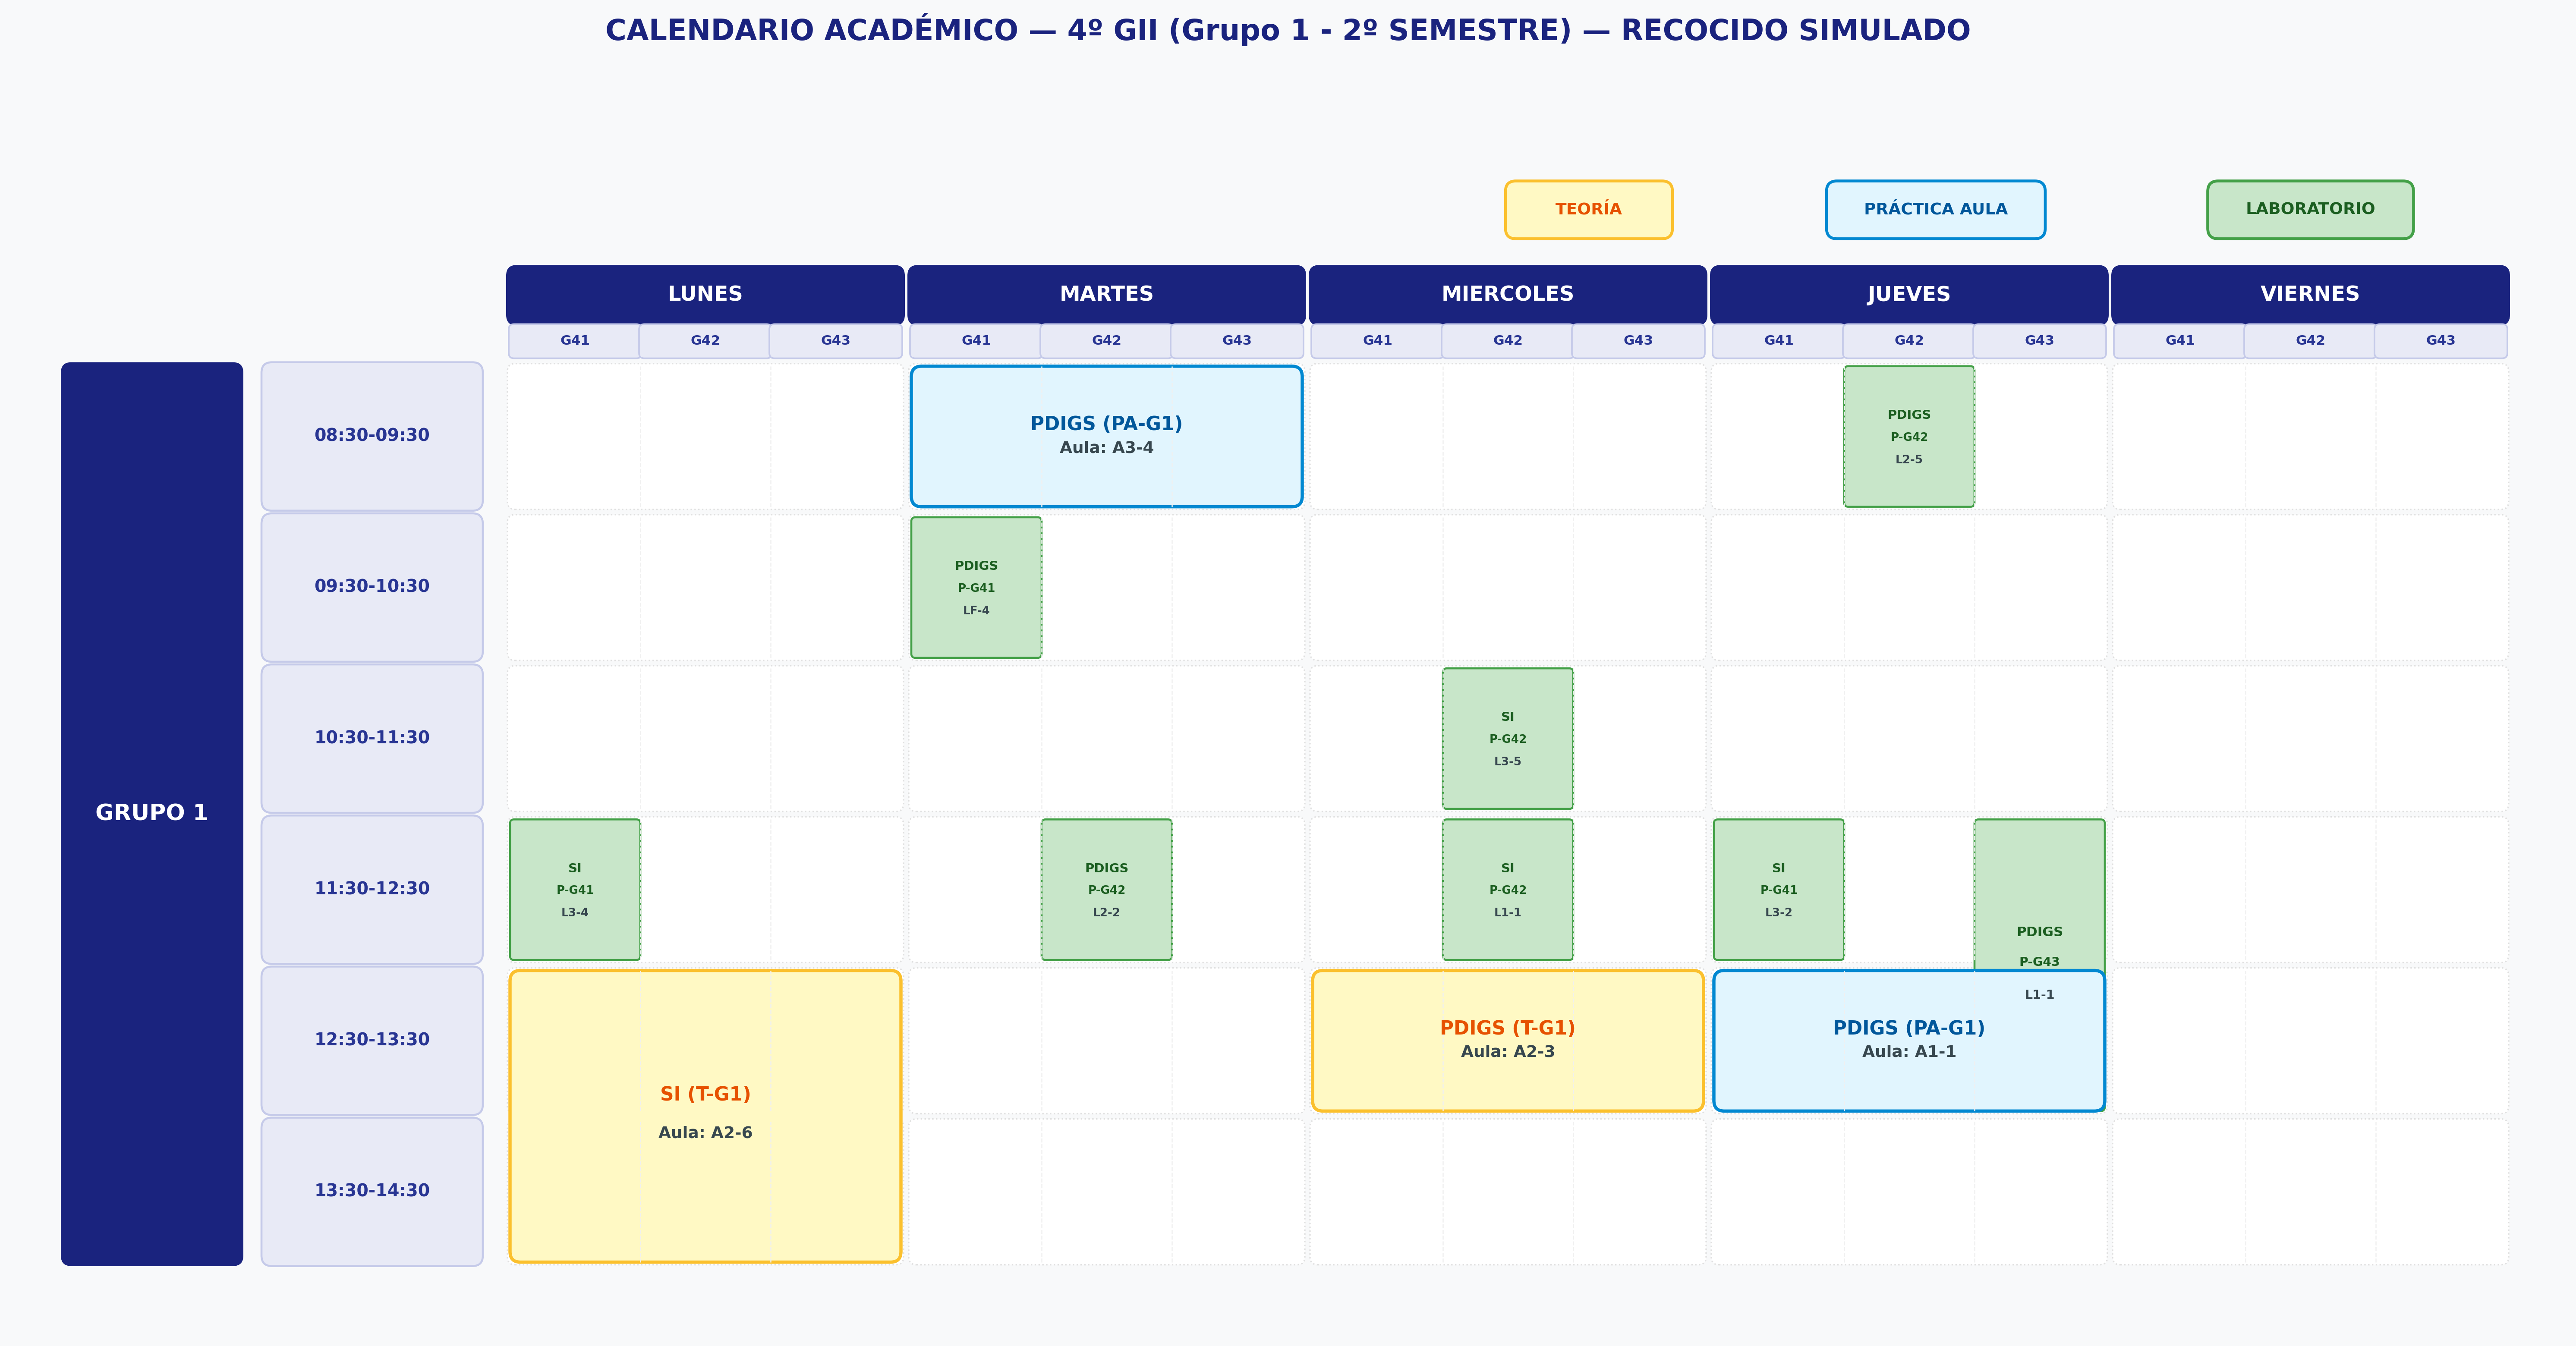 CALENDARIO ACADÉMICO — 4º GII (Grupo 1 - 2º SEMESTRE) — RECOCIDO SIMULADO
TEORÍA
PRÁCTICA AULA
LABORATORIO
LUNES
MARTES
MIERCOLES
JUEVES
VIERNES
G41
G42
G43
G41
G42
G43
G41
G42
G43
G41
G42
G43
G41
G42
G43
GRUPO 1
08:30-09:30
PDIGS (PA-G1)
Aula: A3-4
PDIGS
P-G42
L2-5
09:30-10:30
PDIGS
P-G41
LF-4
10:30-11:30
SI
P-G42
L3-5
11:30-12:30
SI
P-G41
L3-4
PDIGS
P-G42
L2-2
SI
P-G42
L1-1
SI
P-G41
L3-2
PDIGS
P-G43
L1-1
12:30-13:30
SI (T-G1)
Aula: A2-6
PDIGS (T-G1)
Aula: A2-3
PDIGS (PA-G1)
Aula: A1-1
13:30-14:30